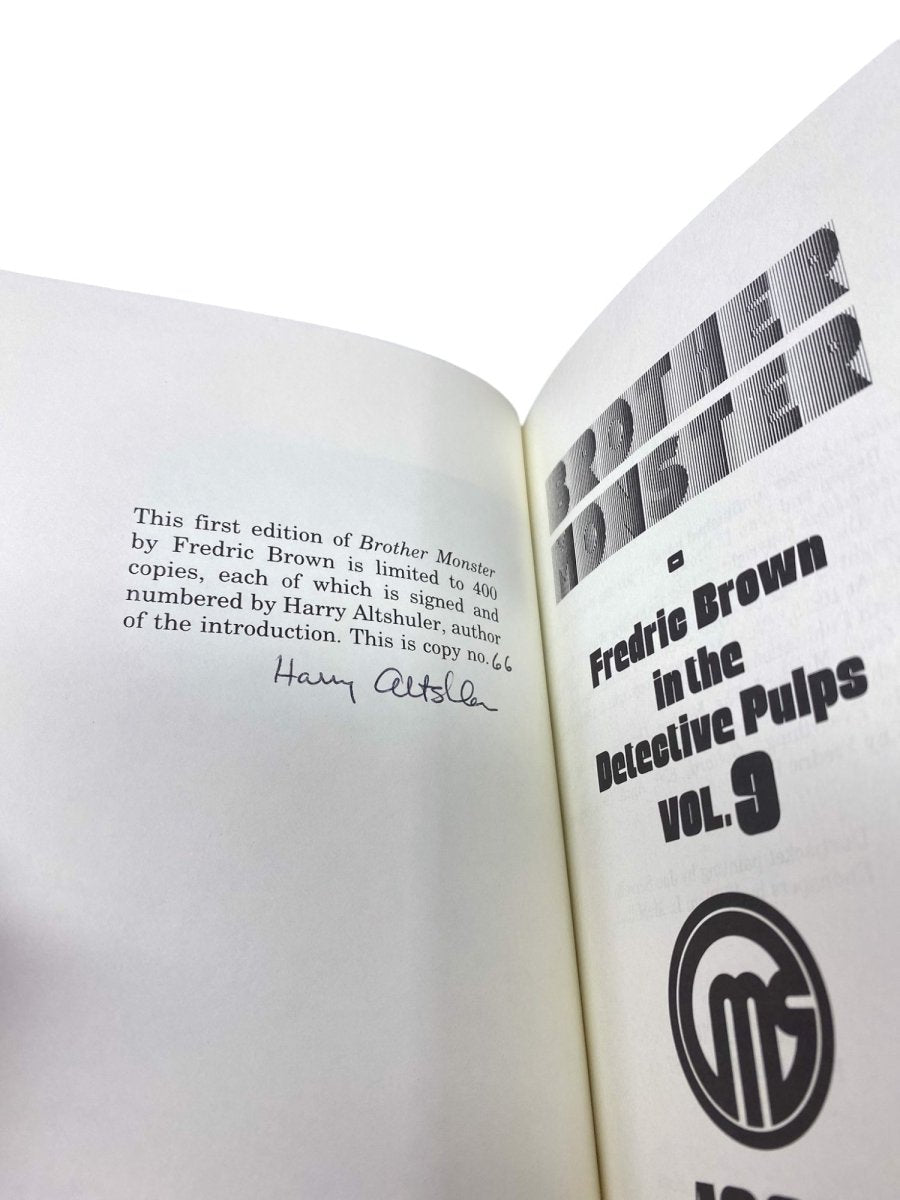 This first edition of Brother Monster
by Fredric Brown is limited to 400
copies, each of which is signed and
numbered by Harry Altshuler, author
of the introduction. This is copy no. 66
Harry Altshuler
BROTHER
MONSTER
Fredric Brown
in the
Detective Pulps
VOL. 9